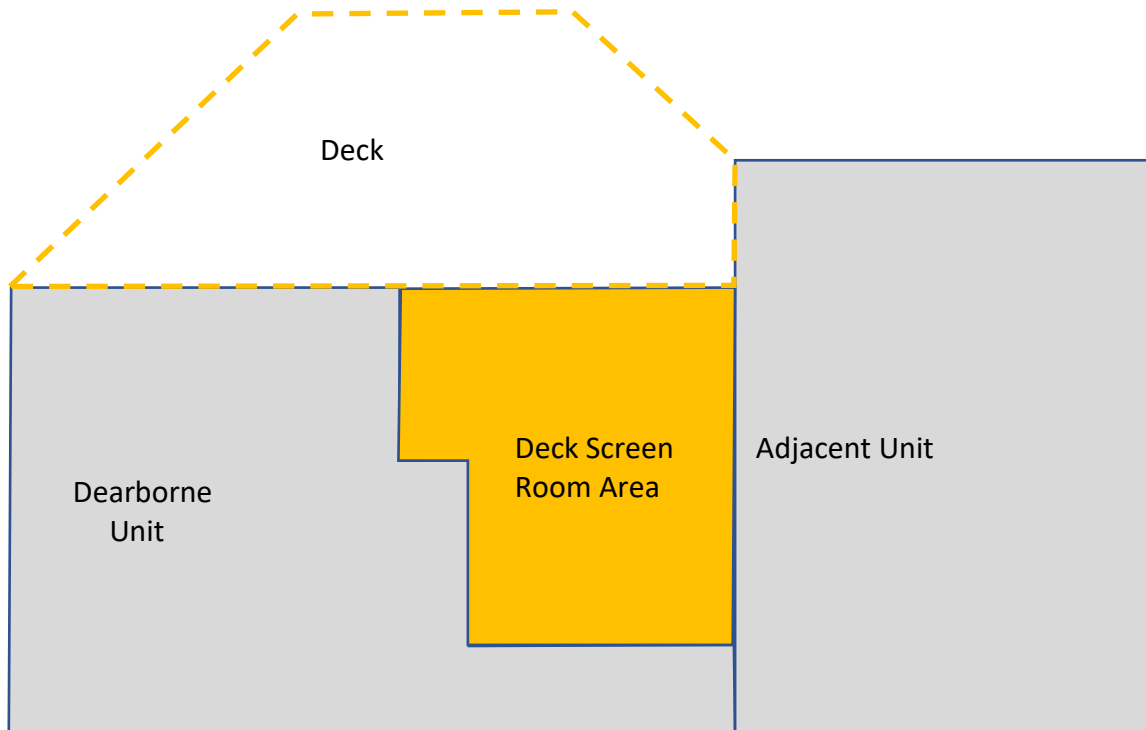 Deck
Deck Screen
Room Area
Adjacent Unit
Dearborne
Unit